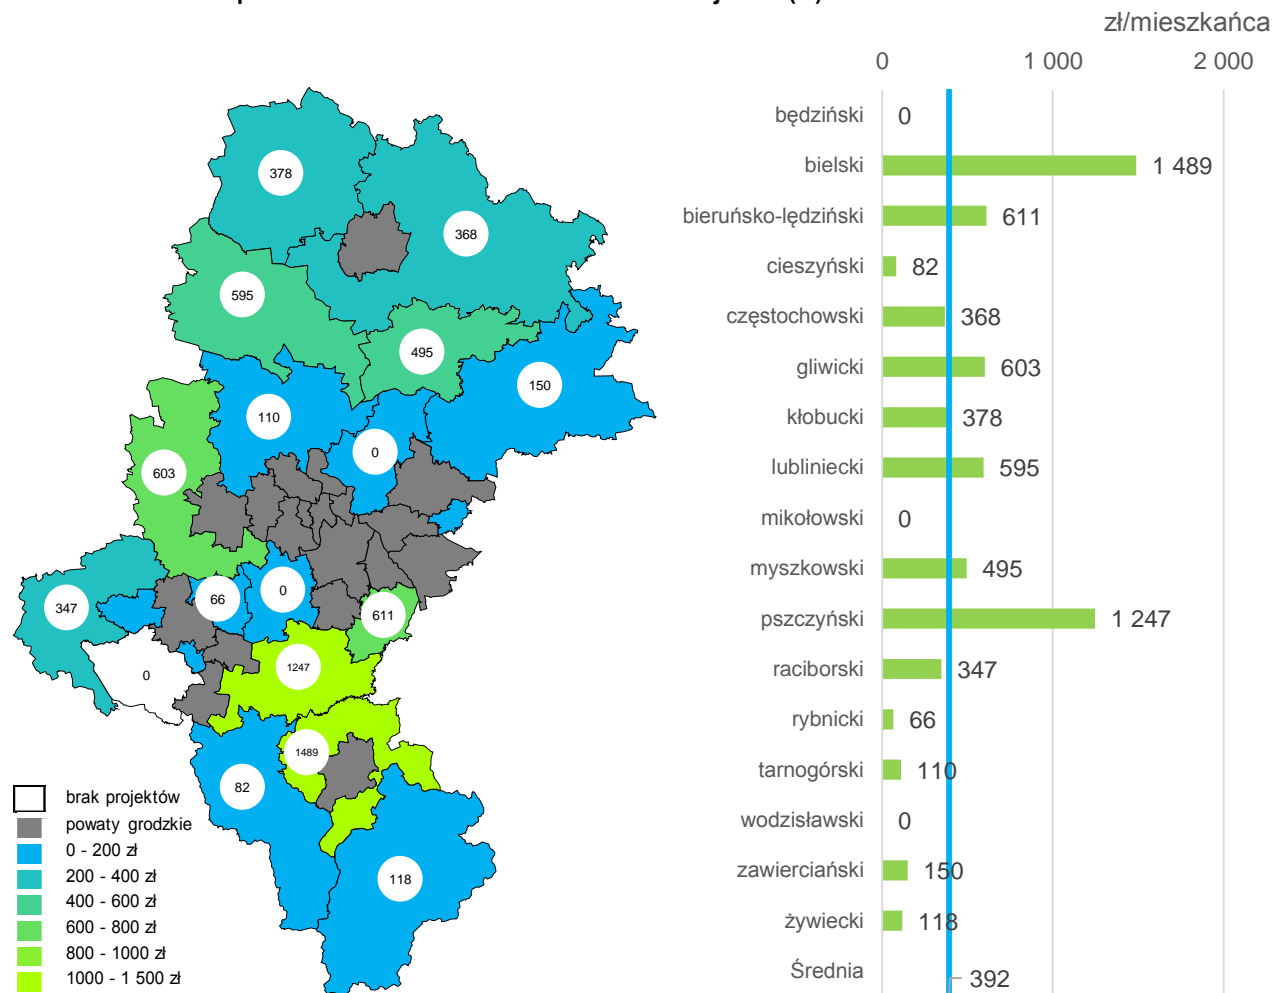 zł/mieszkańca
0 1 000 2 000
będziński 0
bielski 1 489
bieruńsko-lędziński 611
cieszyński 82
częstochowski 368
gliwicki 603
kłobucki 378
lubliniecki 595
mikołowski 0
myszkowski 495
pszczyński 1 247
raciborski 347
rybnicki 66
tarnogórski 110
wodzisławski 0
zawierciański 150
żywiecki 118
Średnia 392
378
368
595
495
150
110
0
603
347
66
0
611
0
1247
1489
82
118
brak projektów
powaty grodzkie
0 - 200 zł
200 - 400 zł
400 - 600 zł
600 - 800 zł
800 - 1000 zł
1000 - 1 500 zł